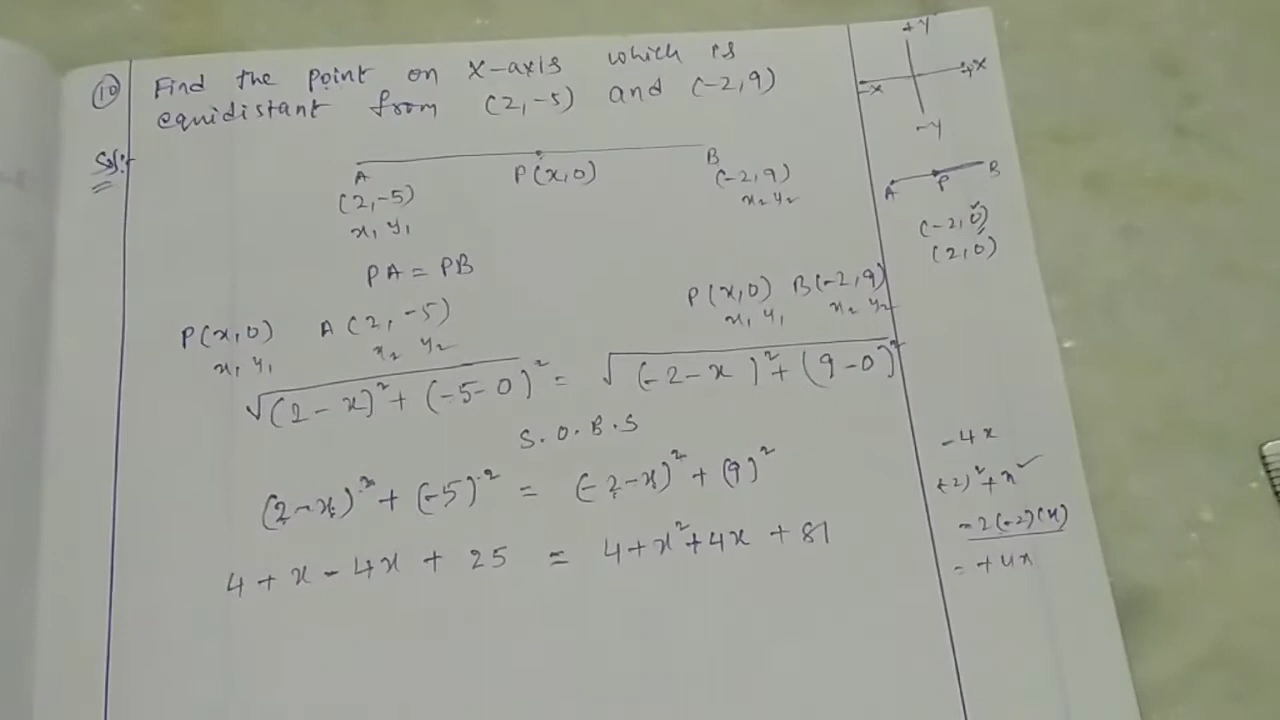 10 Find the point on x-axis which is
equidistant from (2,-5) and (-2,9)
Sol:-
A P(x,0) B
(2,-5) (-2,9)
x₁ y₁ x₂ y₂
PA = PB
P(x,0) A(2,-5) P(x,0) B(-2,9)
x₁ y₁ x₂ y₂ x₁ y₁ x₂ y₂
√(2-x)²+(-5-0)² = √(-2-x)²+(9-0)²
S.O.B.S
(2-x)²+(-5)² = (-2-x)²+(9)²
4+x-4x+25 = 4+x²+4x+81
+y
-x +x
-y
A P B
(-2,0)
(2,0)
-4x
(-2)²+x
-2(-2)(x)
= +4x